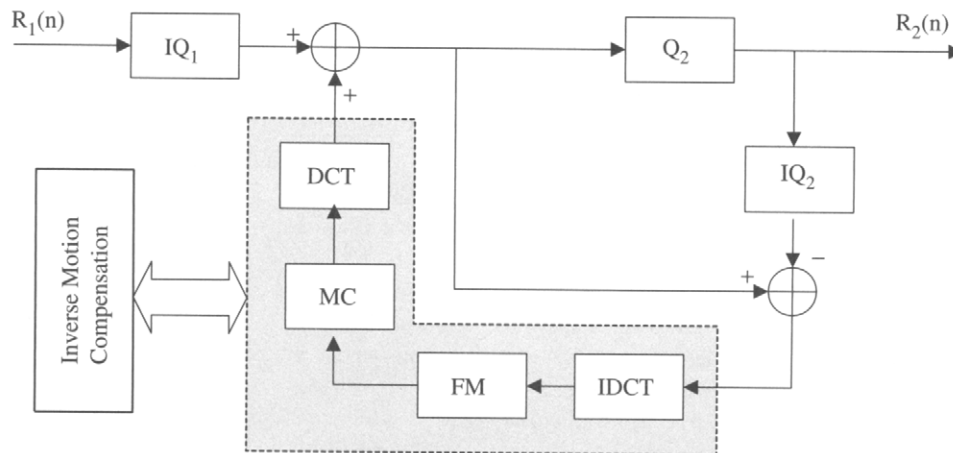 R₁(n)
IQ₁
+
Q₂
R₂(n)
+
DCT
IQ₂
Inverse Motion
Compensation
MC
−
+
FM
IDCT